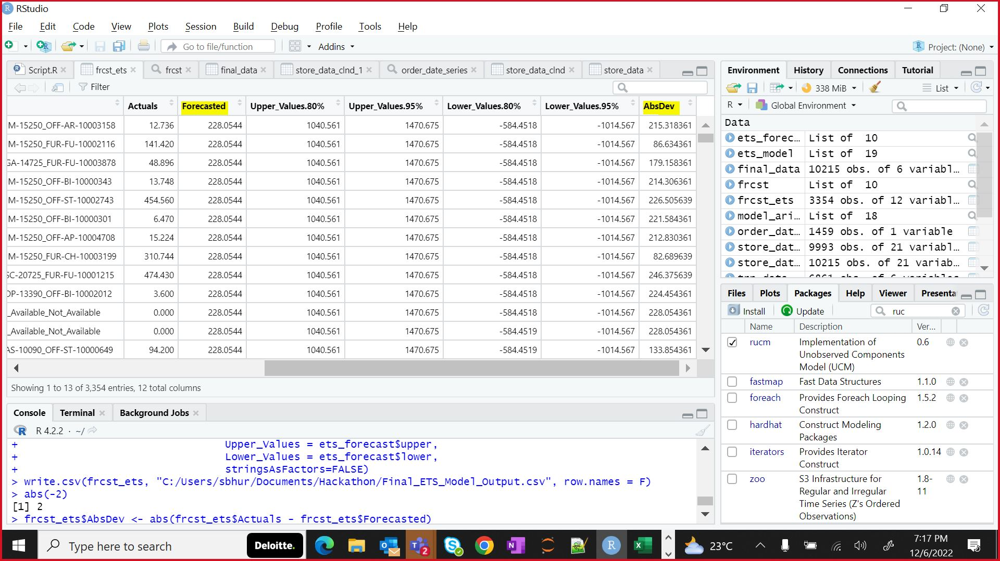 RStudio
File Edit Code View Plots Session Build Debug Profile Tools Help
Go to file/function Addins Project: (None)
Script.R frcst_ets frcst final_data store_data_clnd_1 order_date_series store_data_clnd store_data
Filter
Actuals Forecasted Upper_Values.80% Upper_Values.95% Lower_Values.80% Lower_Values.95% AbsDev
M-15250_OFF-AR-10003158 12.736 228.0544 1040.561 1470.675 -584.4518 -1014.567 215.318361
M-15250_FUR-FU-10002116 141.420 228.0544 1040.561 1470.675 -584.4518 -1014.567 86.634361
GA-14725_FUR-FU-10003878 48.896 228.0544 1040.561 1470.675 -584.4518 -1014.567 179.158361
M-15250_OFF-BI-10000343 13.748 228.0544 1040.561 1470.675 -584.4518 -1014.567 214.306361
M-15250_OFF-ST-10002743 454.560 228.0544 1040.561 1470.675 -584.4518 -1014.567 226.505639
M-15250_OFF-BI-10000301 6.470 228.0544 1040.561 1470.675 -584.4518 -1014.567 221.584361
M-15250_OFF-AP-10004708 15.224 228.0544 1040.561 1470.675 -584.4518 -1014.567 212.830361
M-15250_FUR-CH-10003199 310.744 228.0544 1040.561 1470.675 -584.4518 -1014.567 82.689639
SC-20725_FUR-FU-10001215 474.430 228.0544 1040.561 1470.675 -584.4518 -1014.567 246.375639
DP-13390_OFF-BI-10002012 3.600 228.0544 1040.561 1470.675 -584.4518 -1014.567 224.454361
_Available_Not_Available 0.000 228.0544 1040.561 1470.675 -584.4518 -1014.567 228.054361
_Available_Not_Available 0.000 228.0544 1040.561 1470.675 -584.4519 -1014.567 228.054361
AS-10090_OFF-ST-10000649 94.200 228.0544 1040.561 1470.675 -584.4519 -1014.567 133.854361
Showing 1 to 13 of 3,354 entries, 12 total columns
Console Terminal Background Jobs
R 4.2.2 · ~/
+ Upper_Values = ets_forecast$upper,
+ Lower_Values = ets_forecast$lower,
+ stringsAsFactors=FALSE)
> write.csv(frcst_ets, "C:/Users/sbhur/Documents/Hackathon/Final_ETS_Model_Output.csv", row.names = F)
> abs(-2)
[1] 2
> frcst_ets$AbsDev <- abs(frcst_ets$Actuals - frcst_ets$Forecasted)
Environment History Connections Tutorial
338 MiB List
R Global Environment
Data
ets_forec… List of 10
ets_model List of 19
final_data 10215 obs. of 6 variabl…
frcst List of 10
frcst_ets 3354 obs. of 12 variabl…
model_ari… List of 18
order_dat… 1459 obs. of 1 variable
store_dat… 9993 obs. of 21 variabl…
store_dat… 10215 obs. of 21 variab…
Files Plots Packages Help Viewer Presenta
Install Update ruc
Name Description Ver...
rucm Implementation of 0.6
Unobserved Components
Model (UCM)
fastmap Fast Data Structures 1.1.0
foreach Provides Foreach Looping 1.5.2
Construct
hardhat Construct Modeling 1.2.0
Packages
iterators Provides Iterator 1.0.14
Construct
zoo S3 Infrastructure for 1.8-
Regular and Irregular 11
Time Series (Z's Ordered
Observations)
Type here to search Deloitte. 2 23°C 7:17 PM
12/6/2022